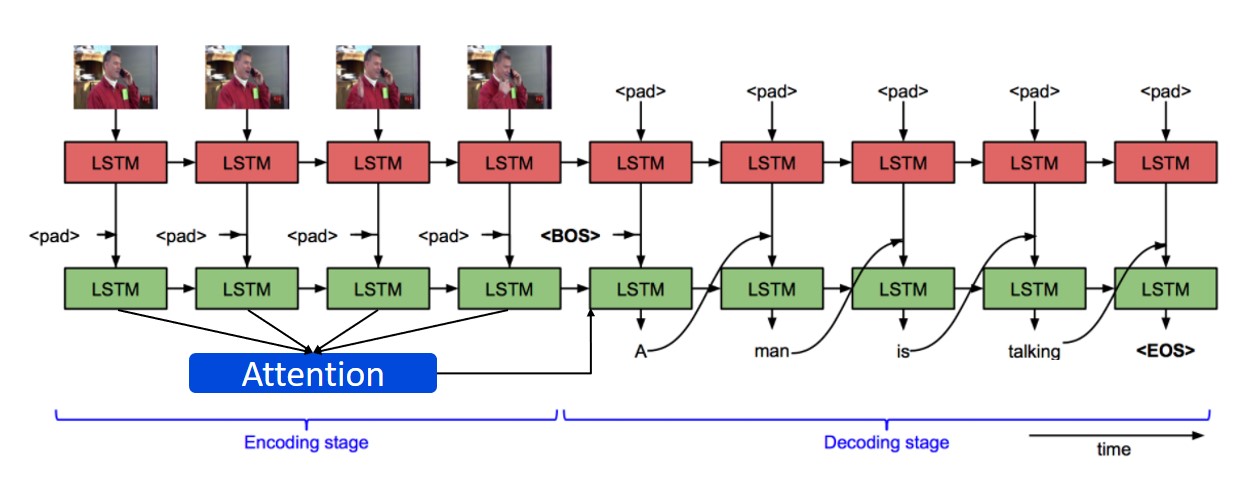 <pad> <pad> <pad> <pad> <pad>
LSTM LSTM LSTM LSTM LSTM LSTM LSTM LSTM LSTM
<pad> <pad> <pad> <pad> <BOS>
LSTM LSTM LSTM LSTM LSTM LSTM LSTM LSTM LSTM
A man is talking <EOS>
Attention
Encoding stage Decoding stage
time